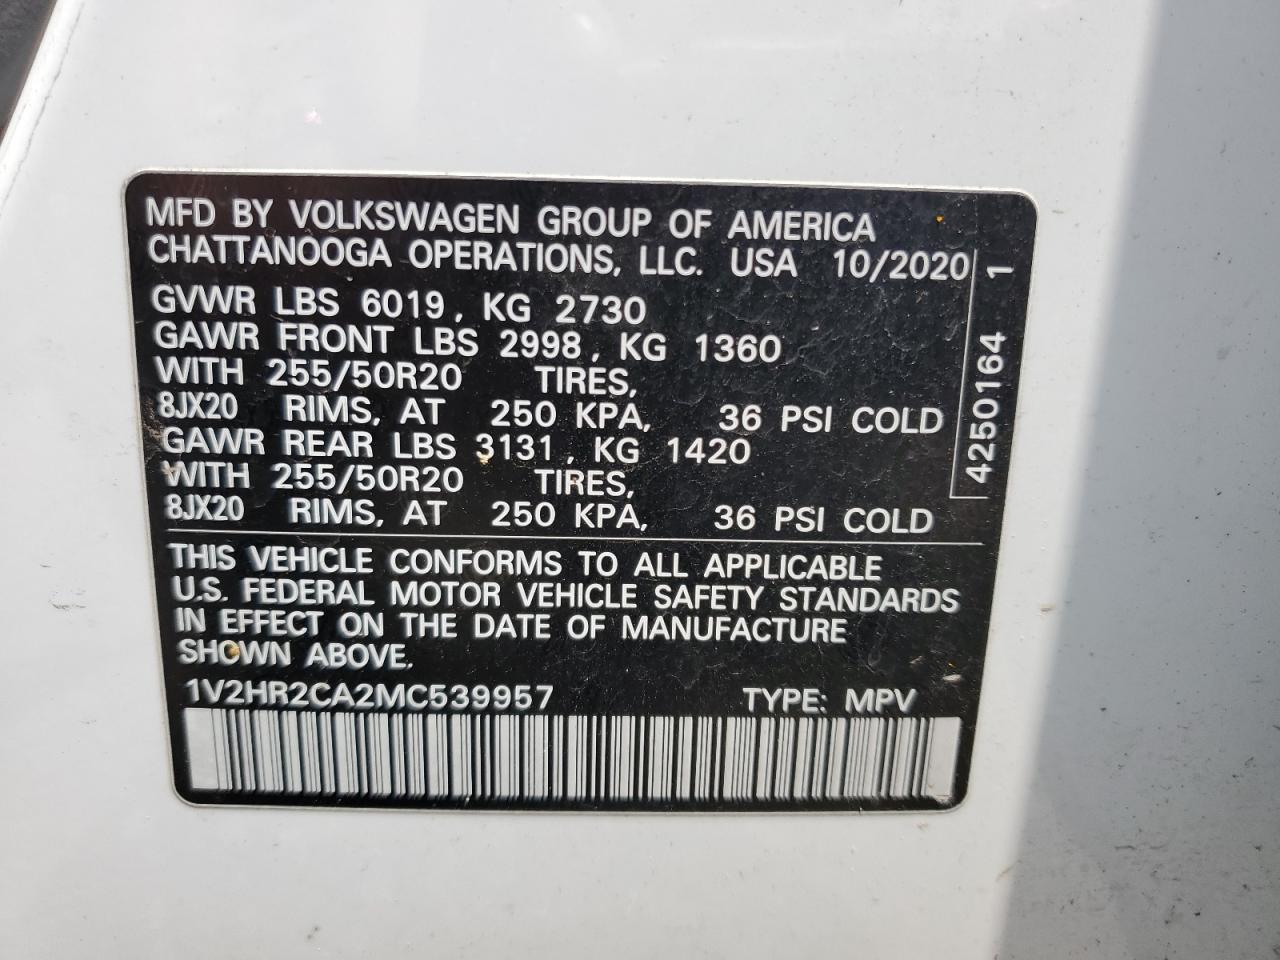 MFD BY VOLKSWAGEN GROUP OF AMERICA
CHATTANOOGA OPERATIONS, LLC. USA 10/2020
GVWR LBS 6019, KG 2730
GAWR FRONT LBS 2998, KG 1360
WITH 255/50R20 TIRES,
8JX20 RIMS, AT 250 KPA, 36 PSI COLD
GAWR REAR LBS 3131, KG 1420
WITH 255/50R20 TIRES,
8JX20 RIMS, AT 250 KPA, 36 PSI COLD
4250164 1
THIS VEHICLE CONFORMS TO ALL APPLICABLE
U.S. FEDERAL MOTOR VEHICLE SAFETY STANDARDS
IN EFFECT ON THE DATE OF MANUFACTURE
SHOWN ABOVE.
1V2HR2CA2MC539957 TYPE: MPV